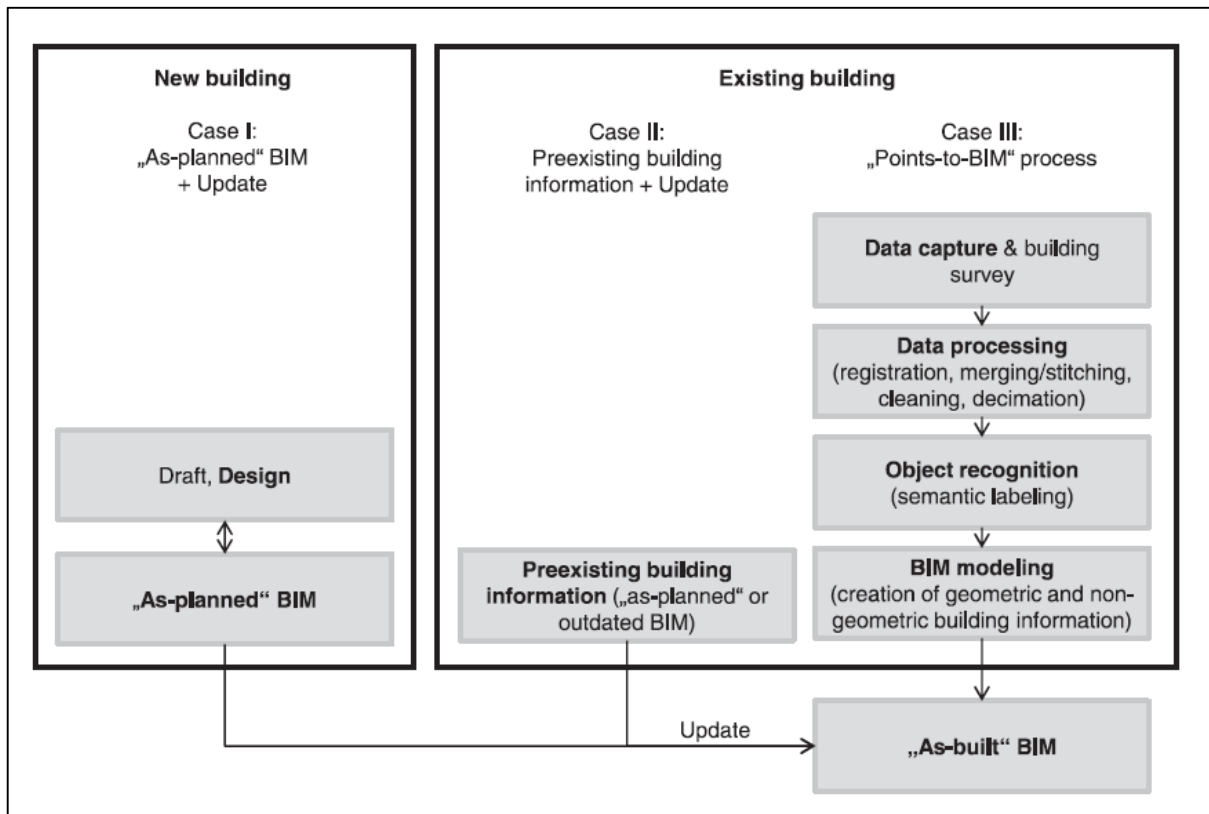 New building
Case I:
„As-planned“ BIM
+ Update
Draft, Design
„As-planned“ BIM
Existing building
Case II:
Preexisting building
information + Update
Preexisting building
information („as-planned“ or
outdated BIM)
Case III:
„Points-to-BIM“ process
Data capture & building
survey
Data processing
(registration, merging/stitching,
cleaning, decimation)
Object recognition
(semantic labeling)
BIM modeling
(creation of geometric and non-
geometric building information)
Update
„As-built“ BIM